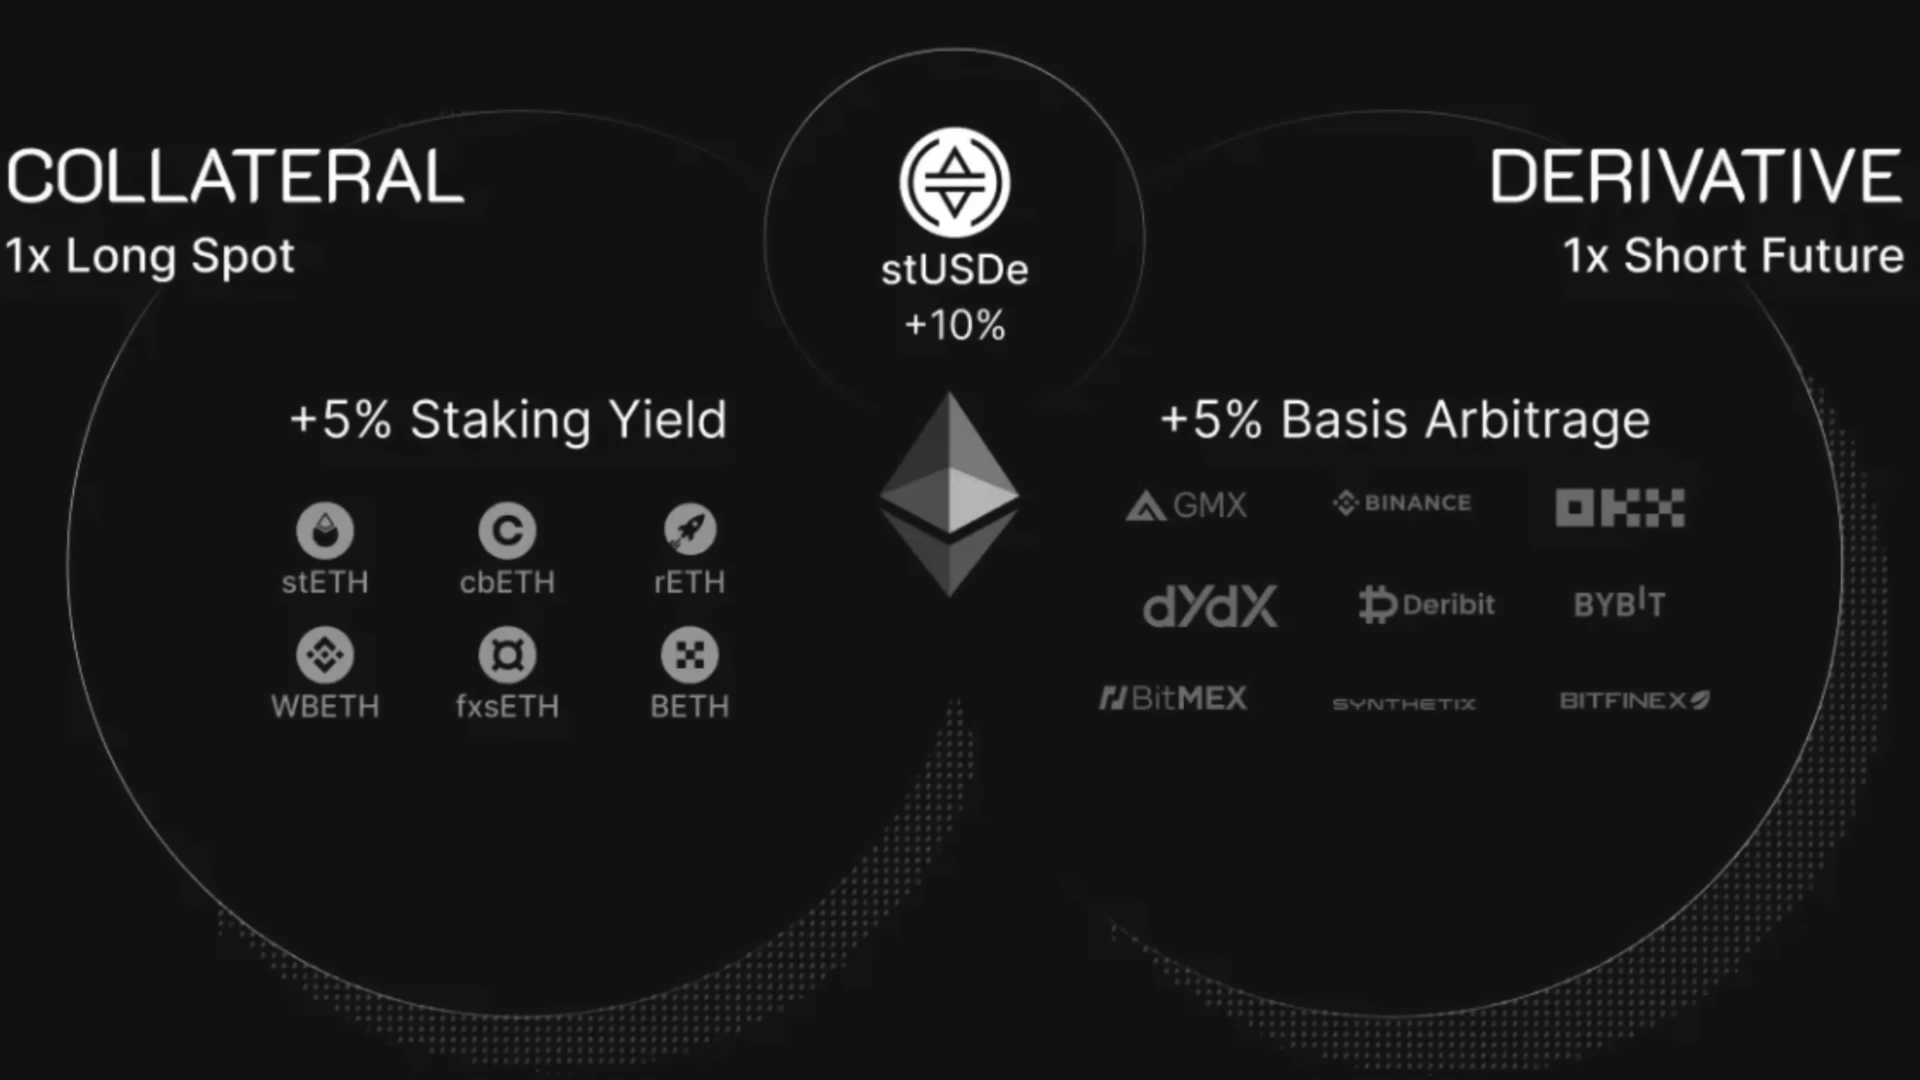 COLLATERAL
1x Long Spot
stUSDe
+10%
DERIVATIVE
1x Short Future
+5% Staking Yield
stETH
cbETH
rETH
WBETH
fxsETH
BETH
+5% Basis Arbitrage
GMX
BINANCE
OKX
dYdX
Deribit
BYBIT
BitMEX
SYNTHETIX
BITFINEX